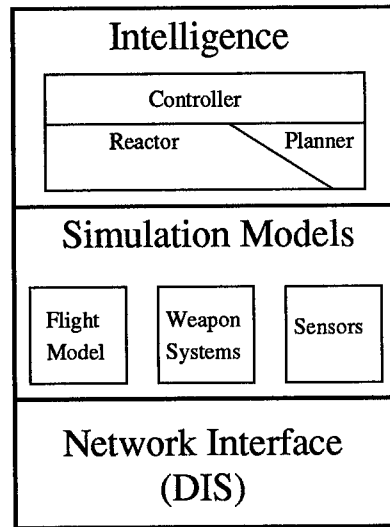 Intelligence
Controller
Reactor Planner
Simulation Models
Flight Model
Weapon Systems
Sensors
Network Interface
(DIS)